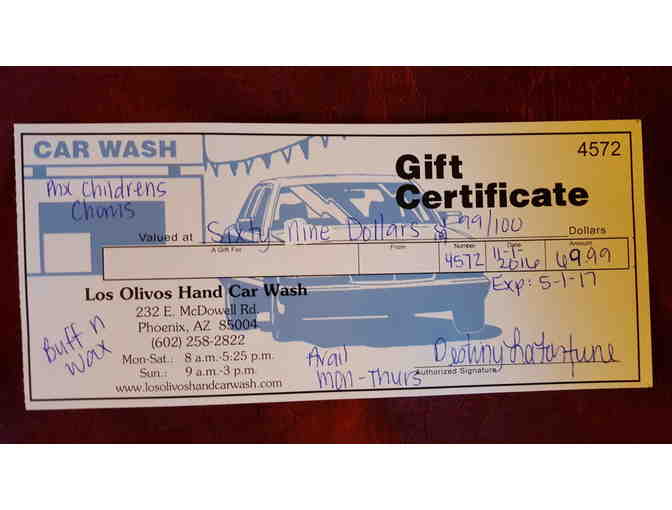 CAR WASH
4572
Gift
Certificate
Phx Childrens
Chorus
Valued at Sixty nine Dollars & 99/100 Dollars
A Gift For From Number Date Amount
4572 11-1-2016 69.99
Exp: 5-1-17
Los Olivos Hand Car Wash
232 E. McDowell Rd.
Phoenix, AZ 85004
(602) 258-2822
Mon-Sat.: 8 a.m.-5:25 p.m.
Sun.: 9 a.m.-3 p.m.
www.losolivoshandcarwash.com
Buff n
Wax
Avail
Mon-Thurs
Destiny
Authorized Signature